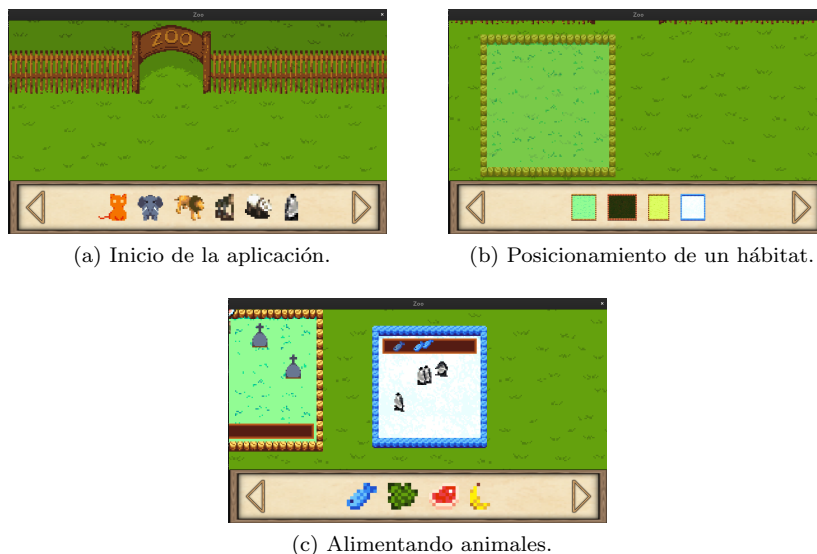 Zoo
ZOO
Zoo
(a) Inicio de la aplicación.
(b) Posicionamiento de un hábitat.
Zoo
(c) Alimentando animales.